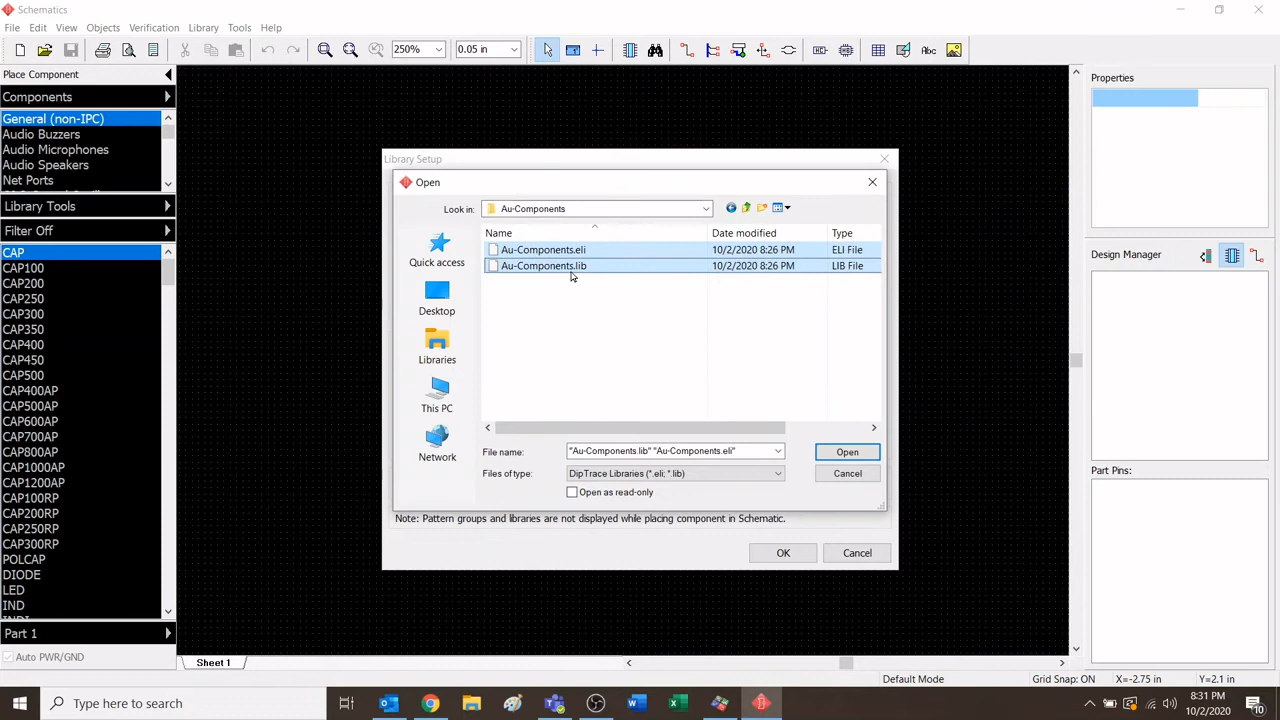 Schematics
File Edit View Objects Verification Library Tools Help
250% 0.05 in Abc
Place Component
Components
General (non-IPC)
Audio Buzzers
Audio Microphones
Audio Speakers
Net Ports
Library Tools
Filter Off
CAP
CAP100
CAP200
CAP250
CAP300
CAP350
CAP400
CAP450
CAP500
CAP400AP
CAP500AP
CAP600AP
CAP700AP
CAP800AP
CAP1000AP
CAP1200AP
CAP100RP
CAP200RP
CAP250RP
CAP300RP
POLCAP
DIODE
LED
IND
Part 1
Auto PWR/GND
Library Setup
Open
Look in: Au-Components
Name Date modified Type
Au-Components.eli 10/2/2020 8:26 PM ELI File
Au-Components.lib 10/2/2020 8:26 PM LIB File
Quick access
Desktop
Libraries
This PC
Network
File name: "Au-Components.lib" "Au-Components.eli" Open
Files of type: DipTrace Libraries (*.eli; *.lib) Cancel
Open as read-only
Note: Pattern groups and libraries are not displayed while placing component in Schematic.
OK Cancel
Properties
Design Manager
Part Pins:
Sheet 1
Default Mode Grid Snap: ON X=-2.75 in Y=2.1 in
Type here to search
8:31 PM
10/2/2020
10